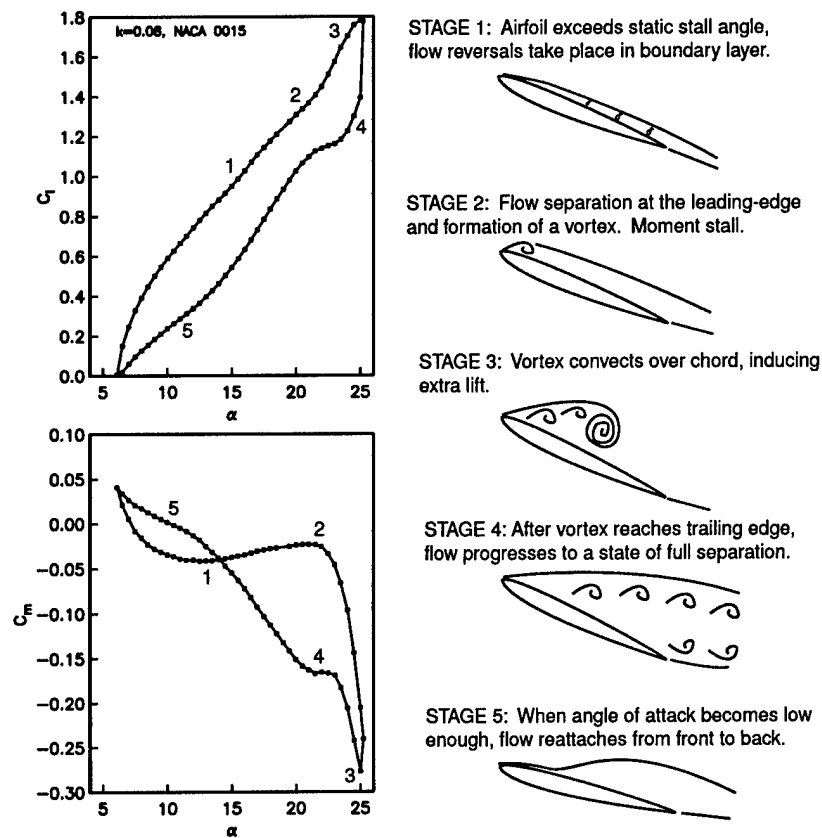 1.8
1.6
1.4
1.2
1.0
0.8
0.6
0.4
0.2
0.0
Cl
k=0.06, NACA 0015
1
2
3
4
5
5
10
15
20
25
α
0.10
0.05
0.00
−0.05
−0.10
−0.15
−0.20
−0.25
−0.30
Cm
5
1
2
4
3
5
10
15
20
25
α
STAGE 1: Airfoil exceeds static stall angle,
flow reversals take place in boundary layer.
STAGE 2: Flow separation at the leading-edge
and formation of a vortex. Moment stall.
STAGE 3: Vortex convects over chord, inducing
extra lift.
STAGE 4: After vortex reaches trailing edge,
flow progresses to a state of full separation.
STAGE 5: When angle of attack becomes low
enough, flow reattaches from front to back.